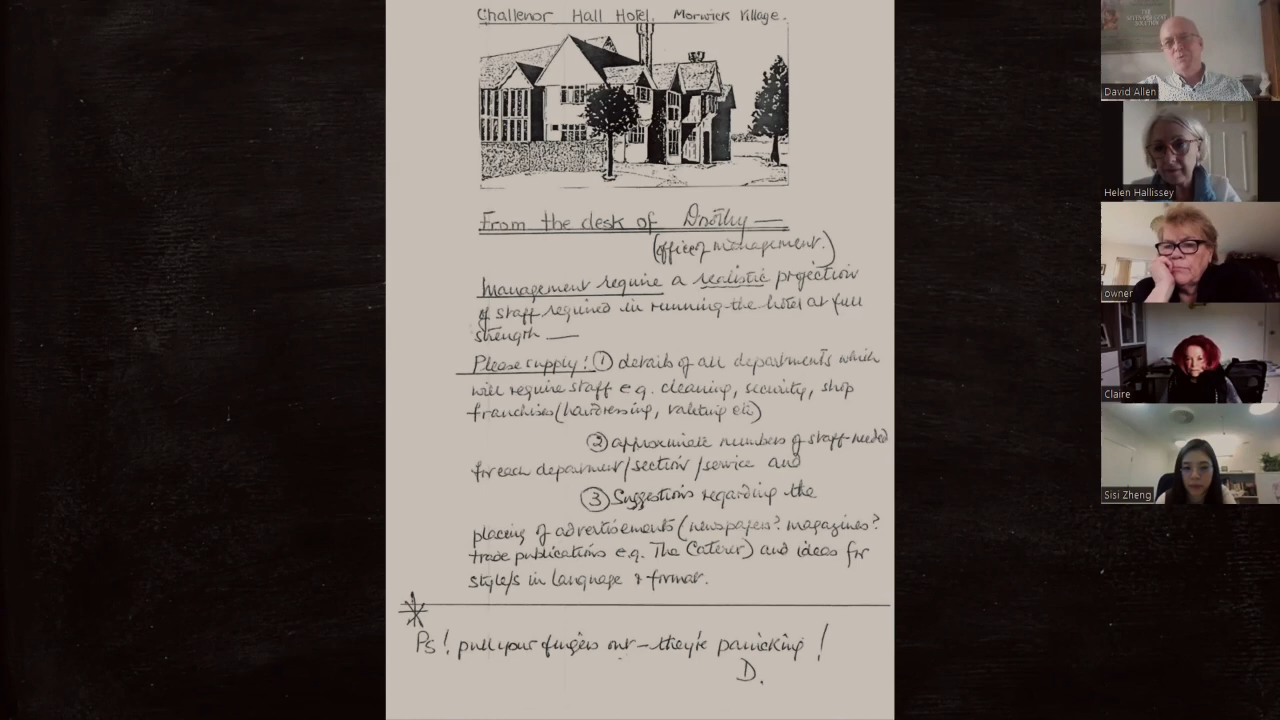 Challenor Hall Hotel. Morwick Village.
From the desk of Dorothy —
(office of management.)
Management require a realistic projection
of staff required in running the hotel at full
strength —
Please supply: ① details of all departments which
will require staff e.g. cleaning, security, shop
franchises (hairdressing, valeting etc)
② approximate numbers of staff needed
for each department/section/service and
③ Suggestions regarding the
placing of advertisements (newspapers? magazines?
trade publications e.g. The Caterer) and ideas for
style/s in language & format.
Ps! pull your fingers out – they're panicking!
D.
David Allen
Helen Hallissey
owner
Claire
Sisi Zheng